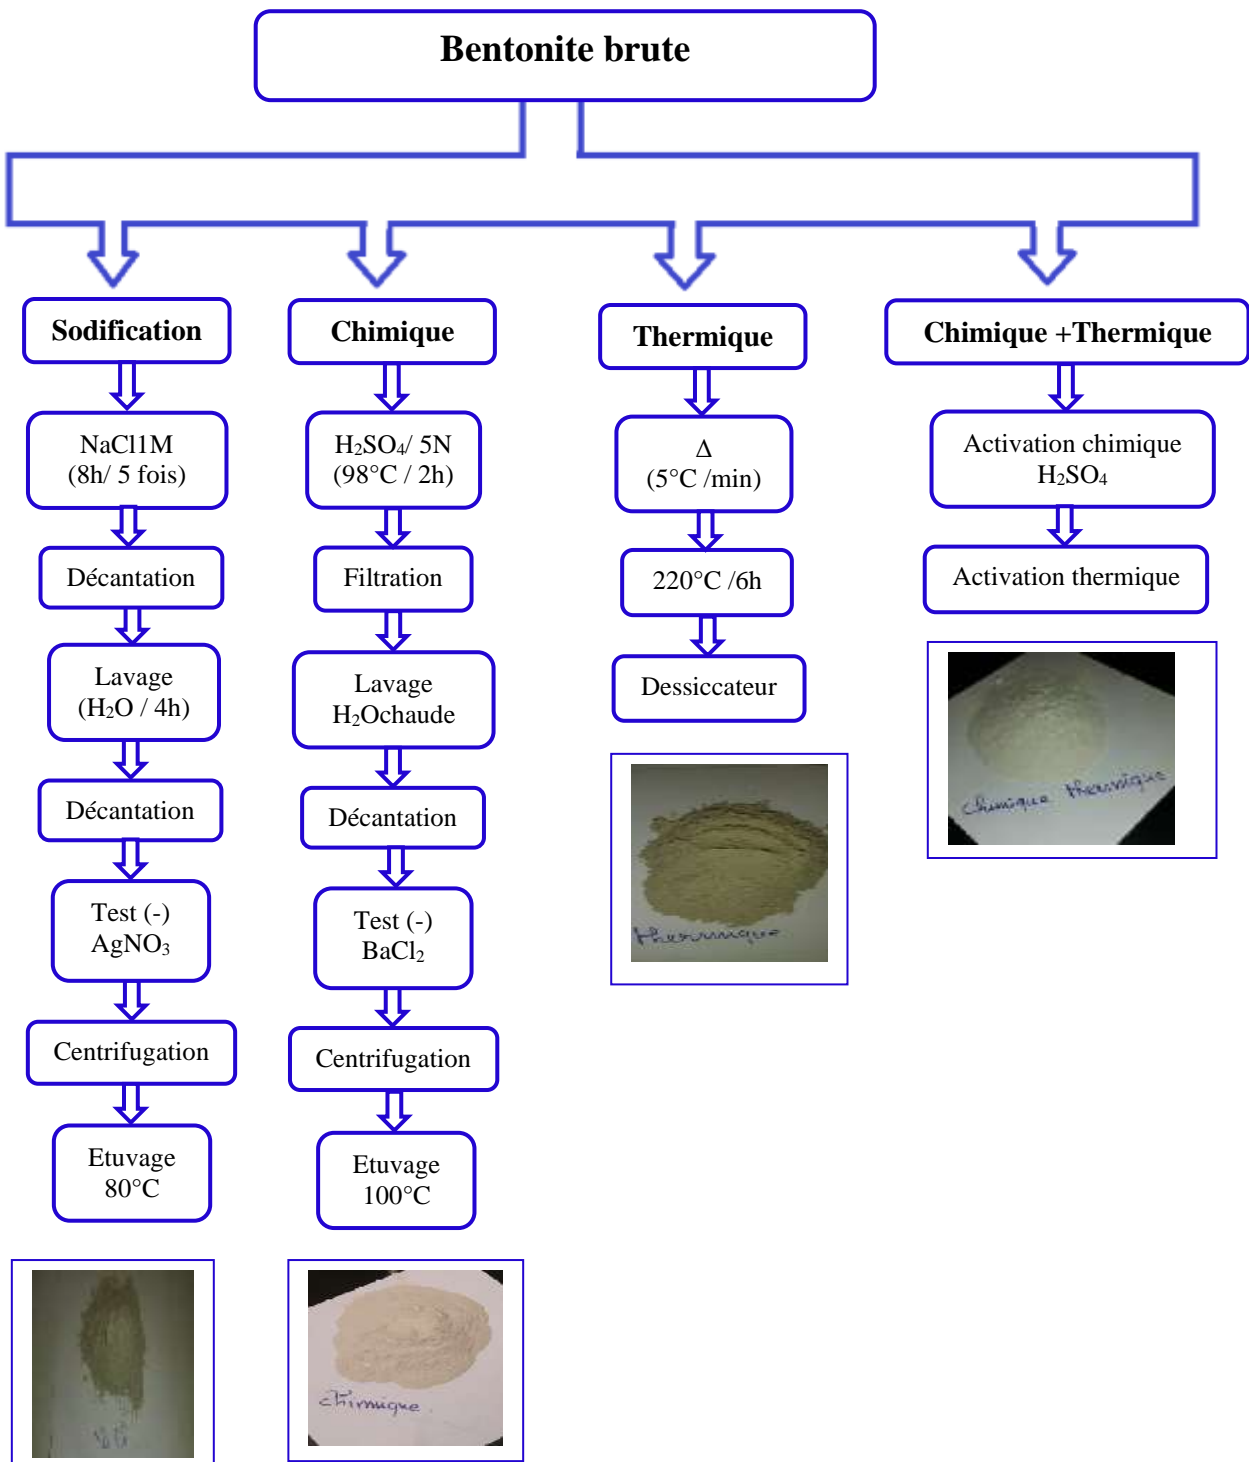 Bentonite brute
Sodification
NaCl1M
(8h/ 5 fois)
Décantation
Lavage
(H₂O / 4h)
Décantation
Test (-)
AgNO₃
Centrifugation
Etuvage
80°C
Chimique
H₂SO₄/ 5N
(98°C / 2h)
Filtration
Lavage
H₂Ochaude
Décantation
Test (-)
BaCl₂
Centrifugation
Etuvage
100°C
chimique
Thermique
Δ
(5°C /min)
220°C /6h
Dessiccateur
thermique
Chimique +Thermique
Activation chimique
H₂SO₄
Activation thermique
chimique thermique